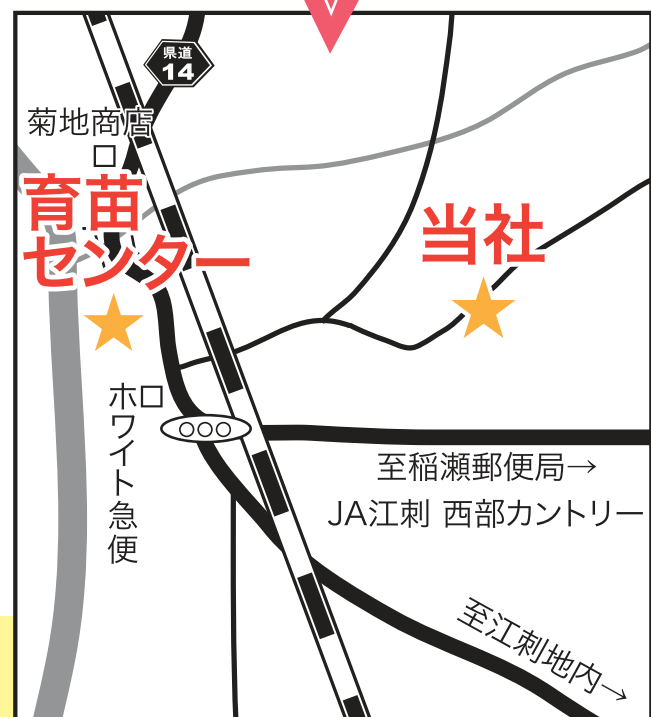 県道
14
菊地商店
育苗
センター
当社
ホワイト急便
至稲瀬郵便局→
JA江刺 西部カントリー
至江刺地内→